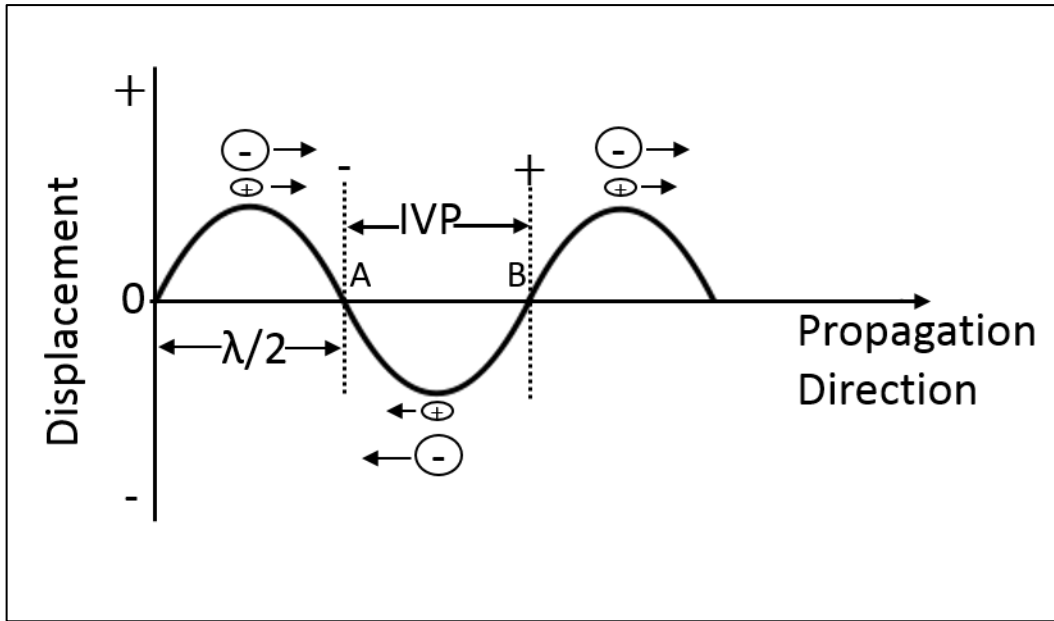 +
-
+
-
+
-
+
IVP
Displacement
A
B
0
λ/2
Propagation
Direction
+
-
-